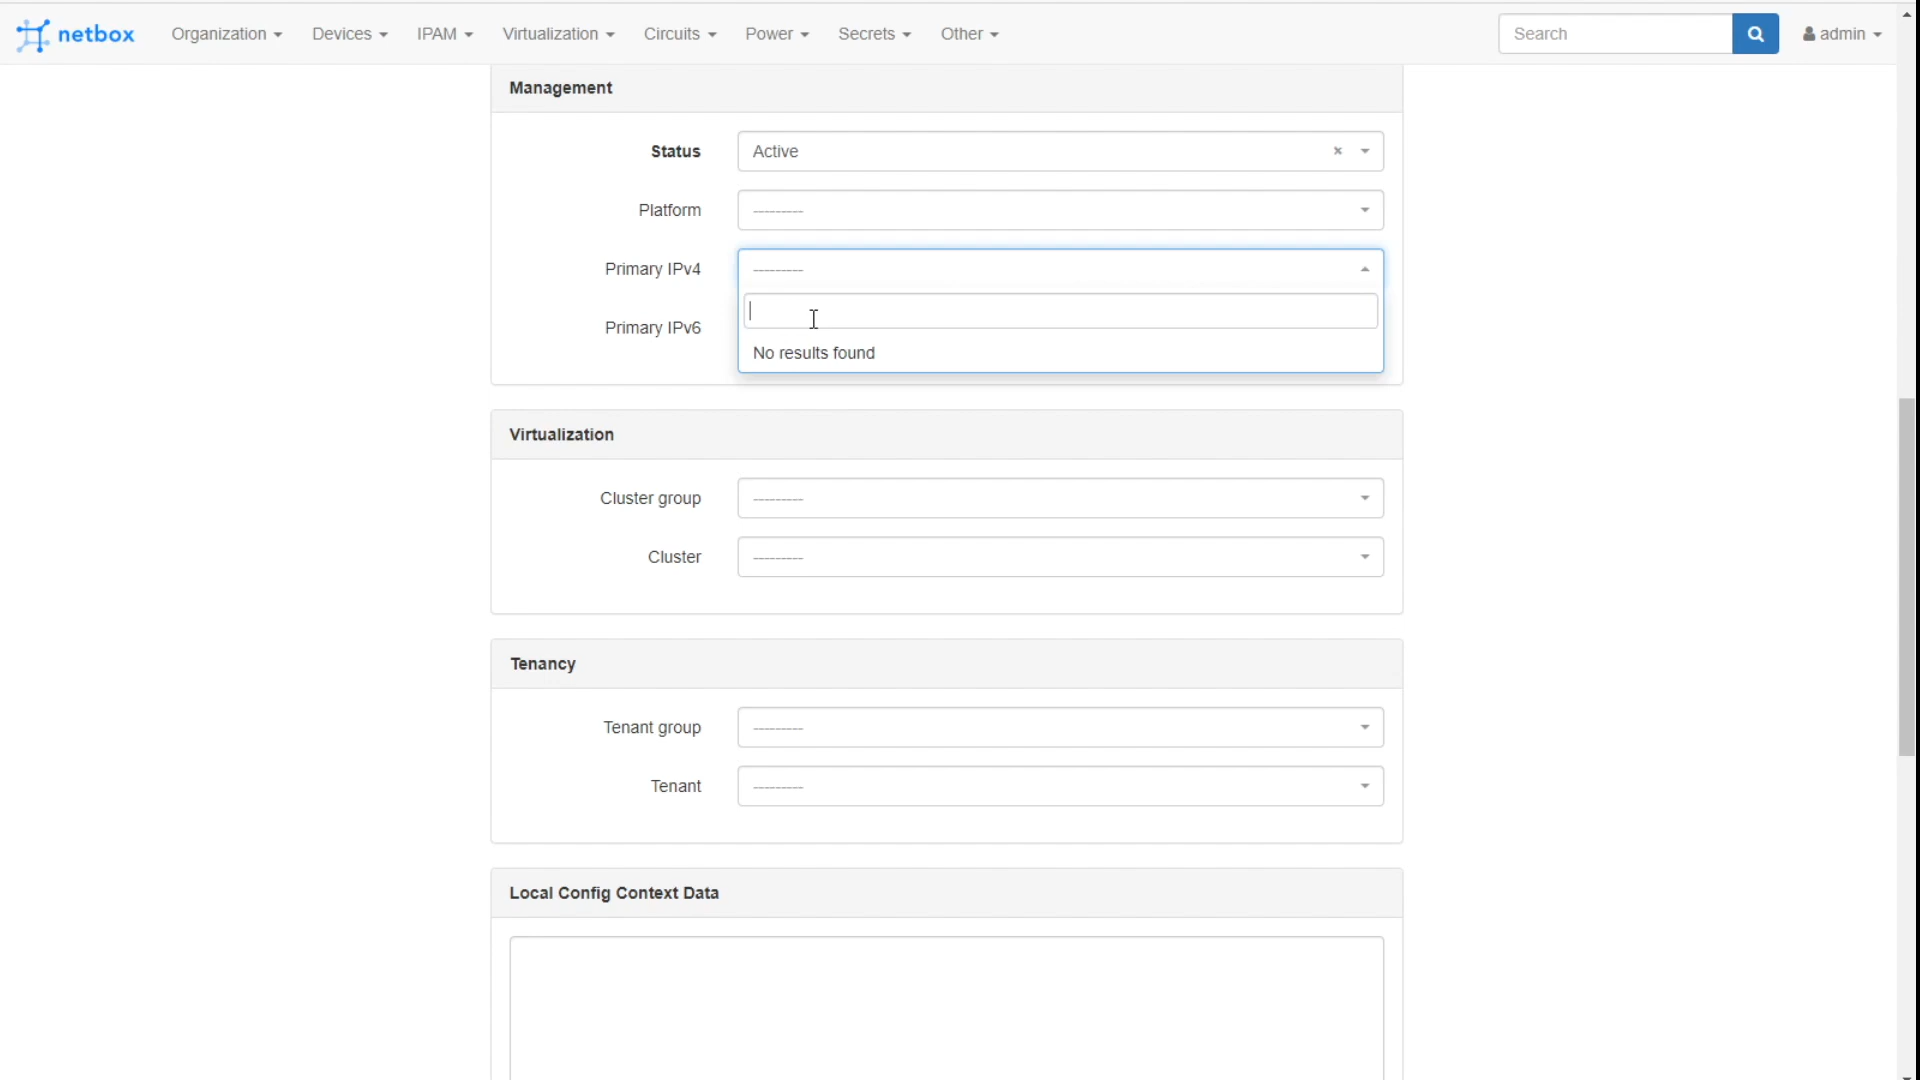 netbox Organization Devices IPAM Virtualization Circuits Power Secrets Other Search admin
Management
Status Active ×
Platform ---------
Primary IPv4 ---------
Primary IPv6
No results found
Virtualization
Cluster group ---------
Cluster ---------
Tenancy
Tenant group ---------
Tenant ---------
Local Config Context Data